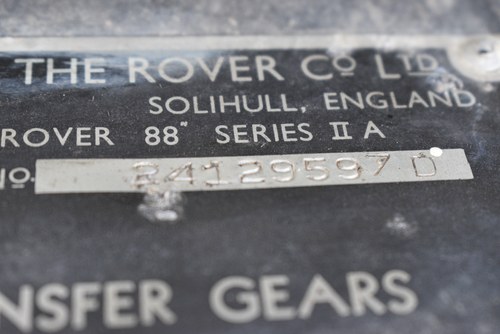 THE ROVER CO LTD
SOLIHULL, ENGLAND.
ROVER 88" SERIES II A
NO. 24129597 D
NSFER GEARS